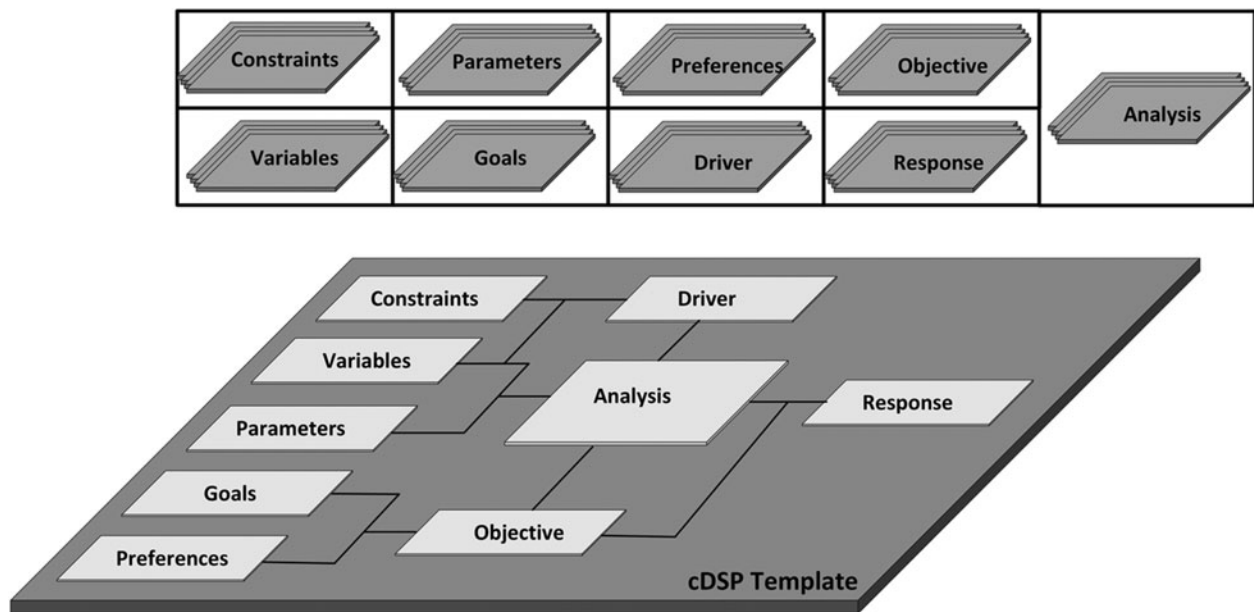 Constraints
Parameters
Preferences
Objective
Analysis
Variables
Goals
Driver
Response
Constraints
Driver
Variables
Analysis
Response
Parameters
Goals
Objective
Preferences
cDSP Template